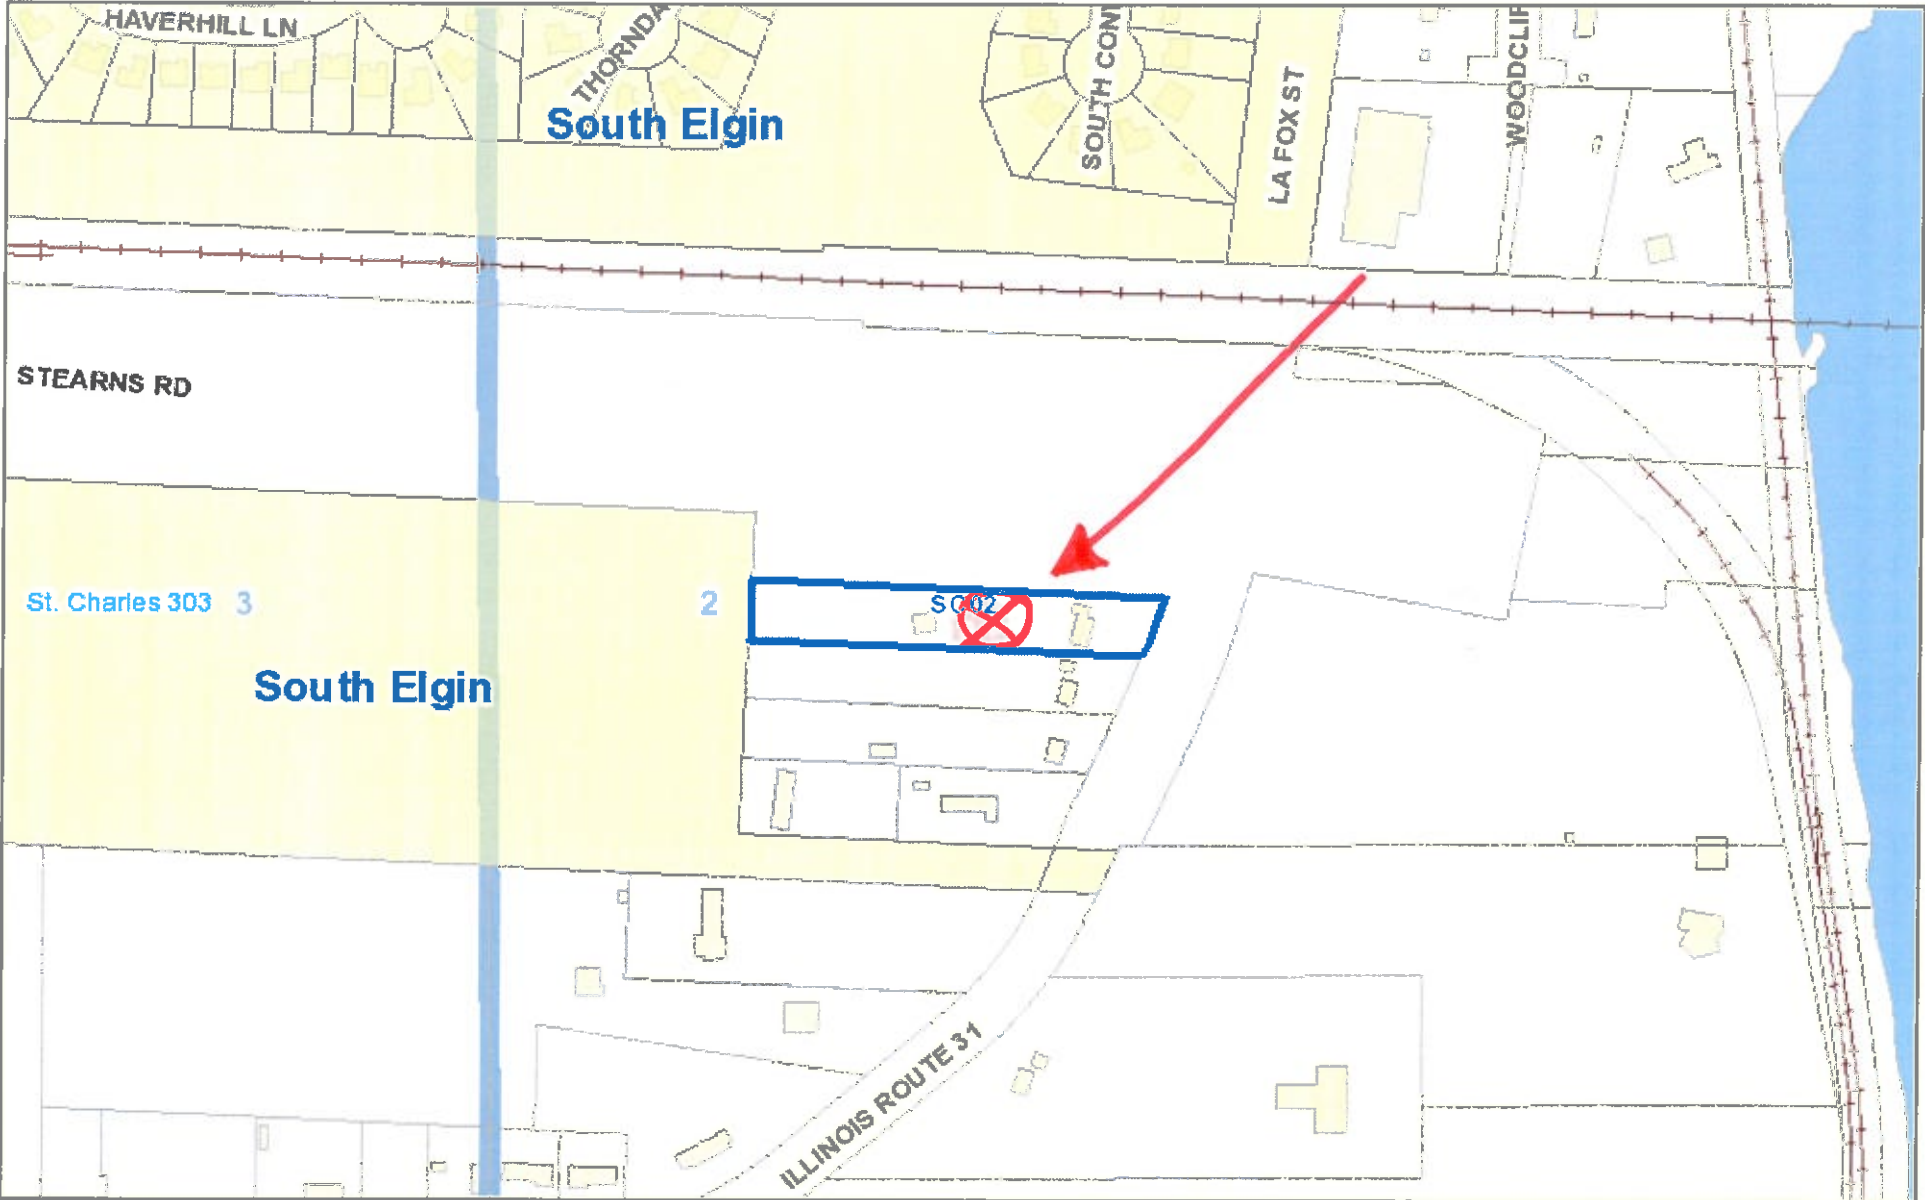 HAVERHILL LN
THORNDA
South Elgin
SOUTH CON
LA FOX ST
WOODCLIF
STEARNS RD
St. Charles 303
3
2
SC02
South Elgin
ILLINOIS ROUTE 31